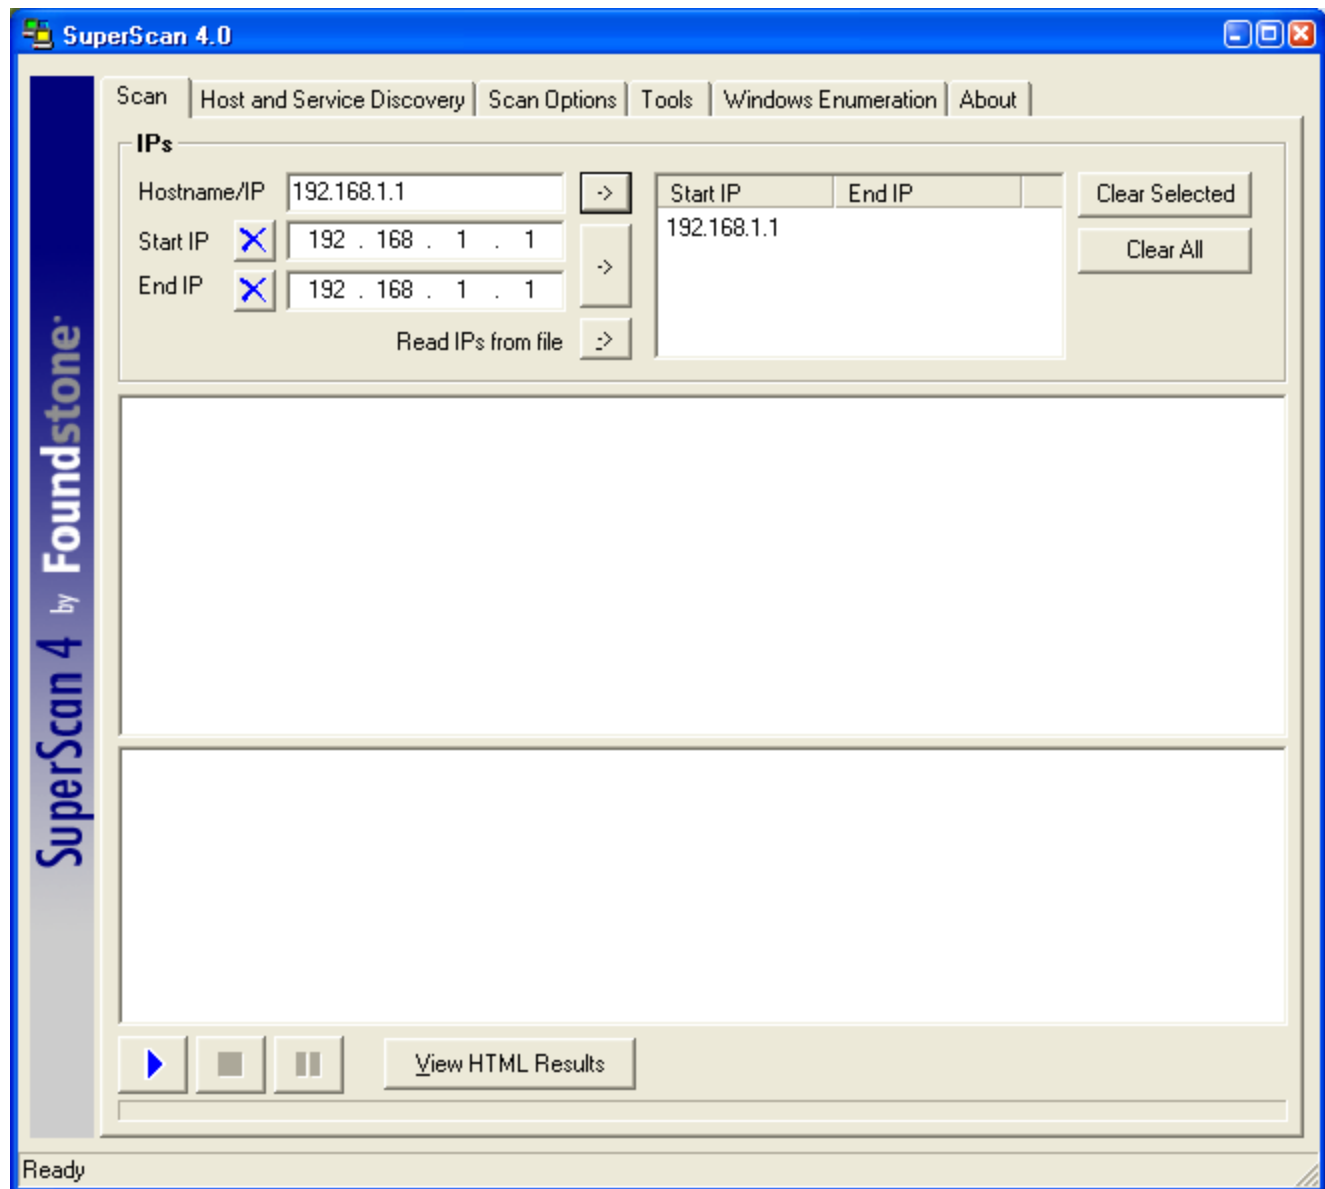 SuperScan 4.0
Scan Host and Service Discovery Scan Options Tools Windows Enumeration About
IPs
Hostname/IP 192.168.1.1 -> Start IP End IP Clear Selected
Start IP 192 . 168 . 1 . 1 -> 192.168.1.1 Clear All
End IP 192 . 168 . 1 . 1
Read IPs from file ->
SuperScan 4 by Foundstone
View HTML Results
Ready